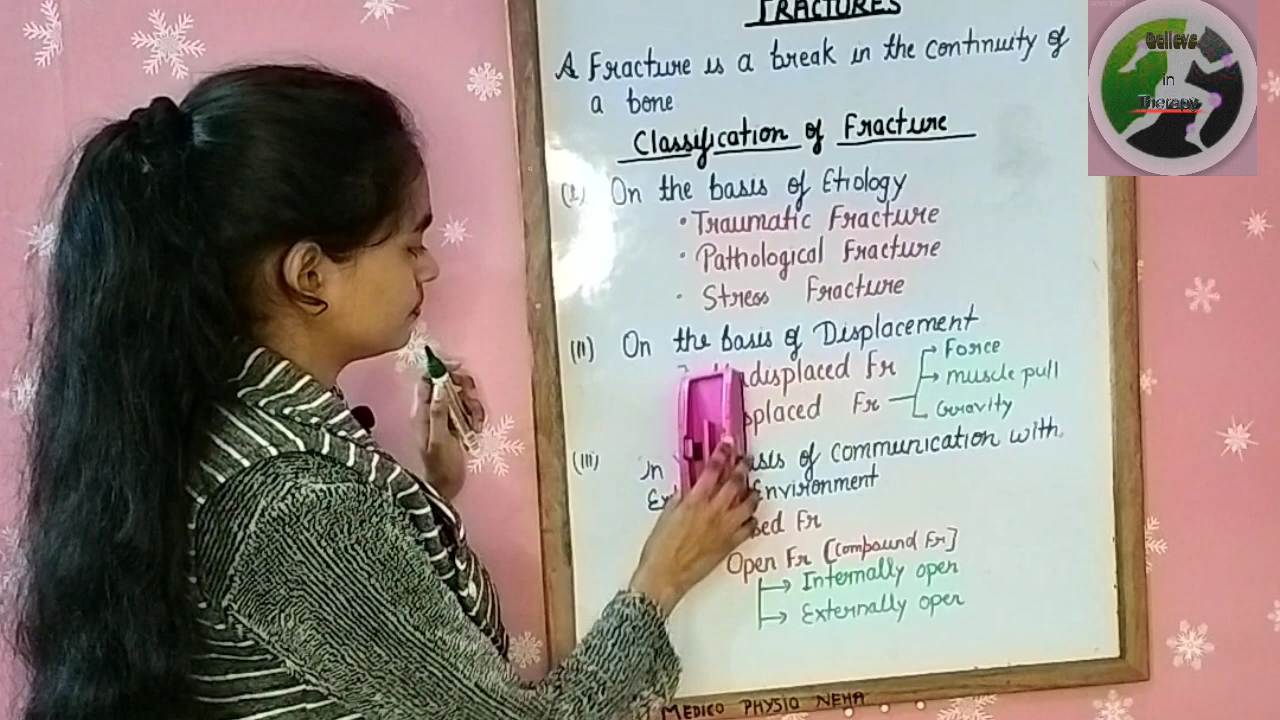 FRACTURES
A Fracture is a break in the continuity of
a bone
Classification of Fracture
(I) On the basis of Etiology
• Traumatic Fracture
• Pathological Fracture
• Stress Fracture
(II) On the basis of Displacement
Undisplaced Fr
Force
Muscle pull
Gravity
splaced Fr
(III) In of communication with
Environment
sed Fr
Open Fr [Compound Fr]
Internally open
Externally open
MEDICO PHYSIO NEHA
Believe
in
Therapy